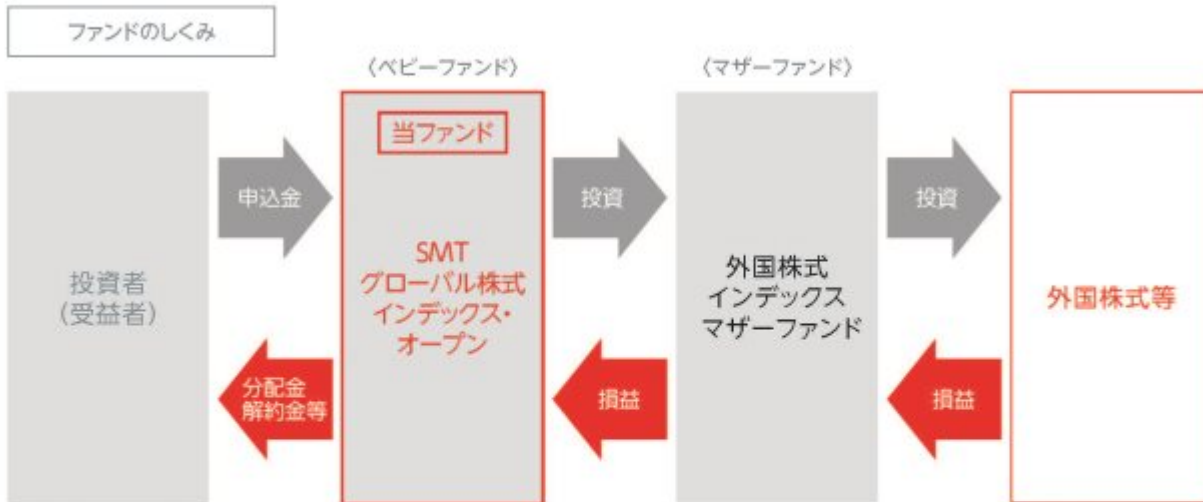 ファンドのしくみ
〈ベビーファンド〉
〈マザーファンド〉
投資者
(受益者)
申込金
分配金
解約金等
当ファンド
SMT
グローバル株式
インデックス・
オープン
投資
損益
外国株式
インデックス
マザーファンド
投資
損益
外国株式等